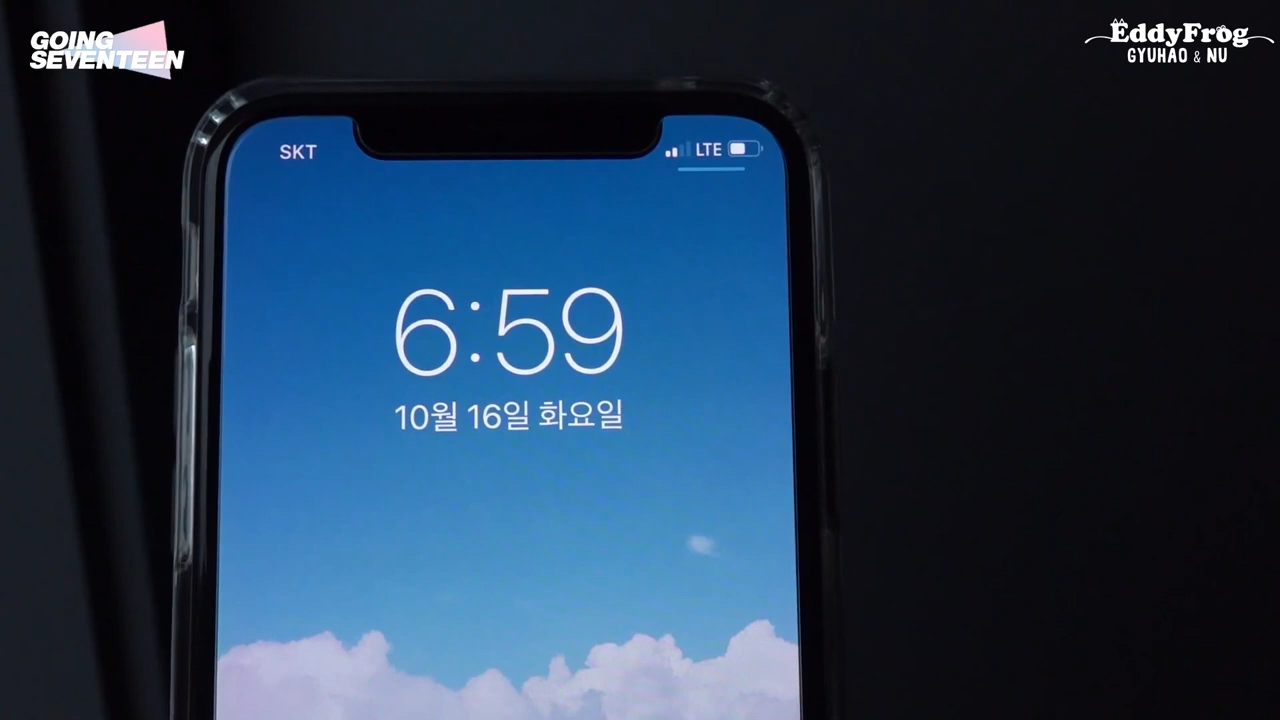 GOING
SEVENTEEN
EddyFrog
GYUHAO & NU
SKT
LTE
6:59
10월 16일 화요일